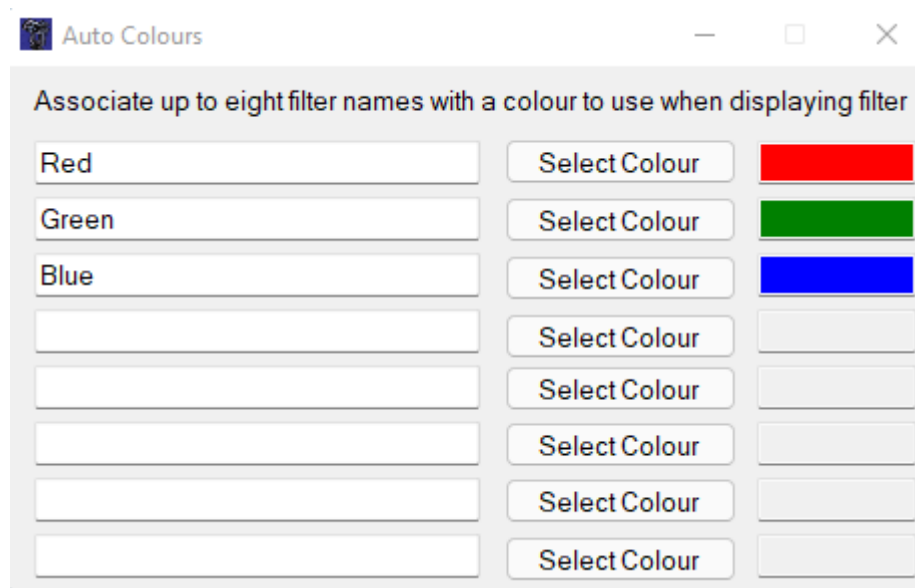 Auto Colours
Associate up to eight filter names with a colour to use when displaying filter
Red Select Colour
Green Select Colour
Blue Select Colour
Select Colour
Select Colour
Select Colour
Select Colour
Select Colour